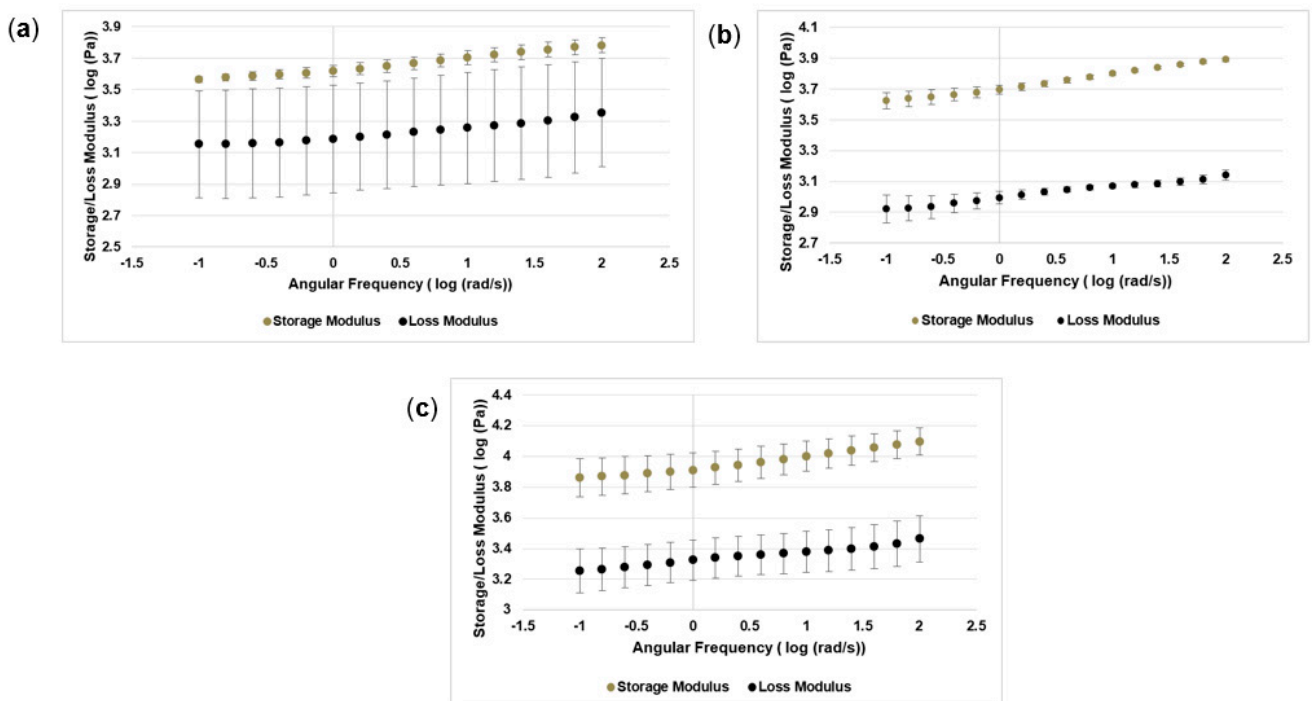 (a)
3.9
3.7
3.5
3.3
3.1
2.9
2.7
2.5
Storage/Loss Modulus ( log (Pa))
-1.5 -1 -0.5 0 0.5 1 1.5 2 2.5
Angular Frequency ( log (rad/s))
Storage Modulus Loss Modulus
(b)
4.1
3.9
3.7
3.5
3.3
3.1
2.9
2.7
Storage/Loss Modulus ( log (Pa))
-1.5 -1 -0.5 0 0.5 1 1.5 2 2.5
Angular Frequency ( log (rad/s))
Storage Modulus Loss Modulus
(c)
4.4
4.2
4
3.8
3.6
3.4
3.2
3
Storage/Loss Modulus ( log (Pa))
-1.5 -1 -0.5 0 0.5 1 1.5 2 2.5
Angular Frequency ( log (rad/s))
Storage Modulus Loss Modulus